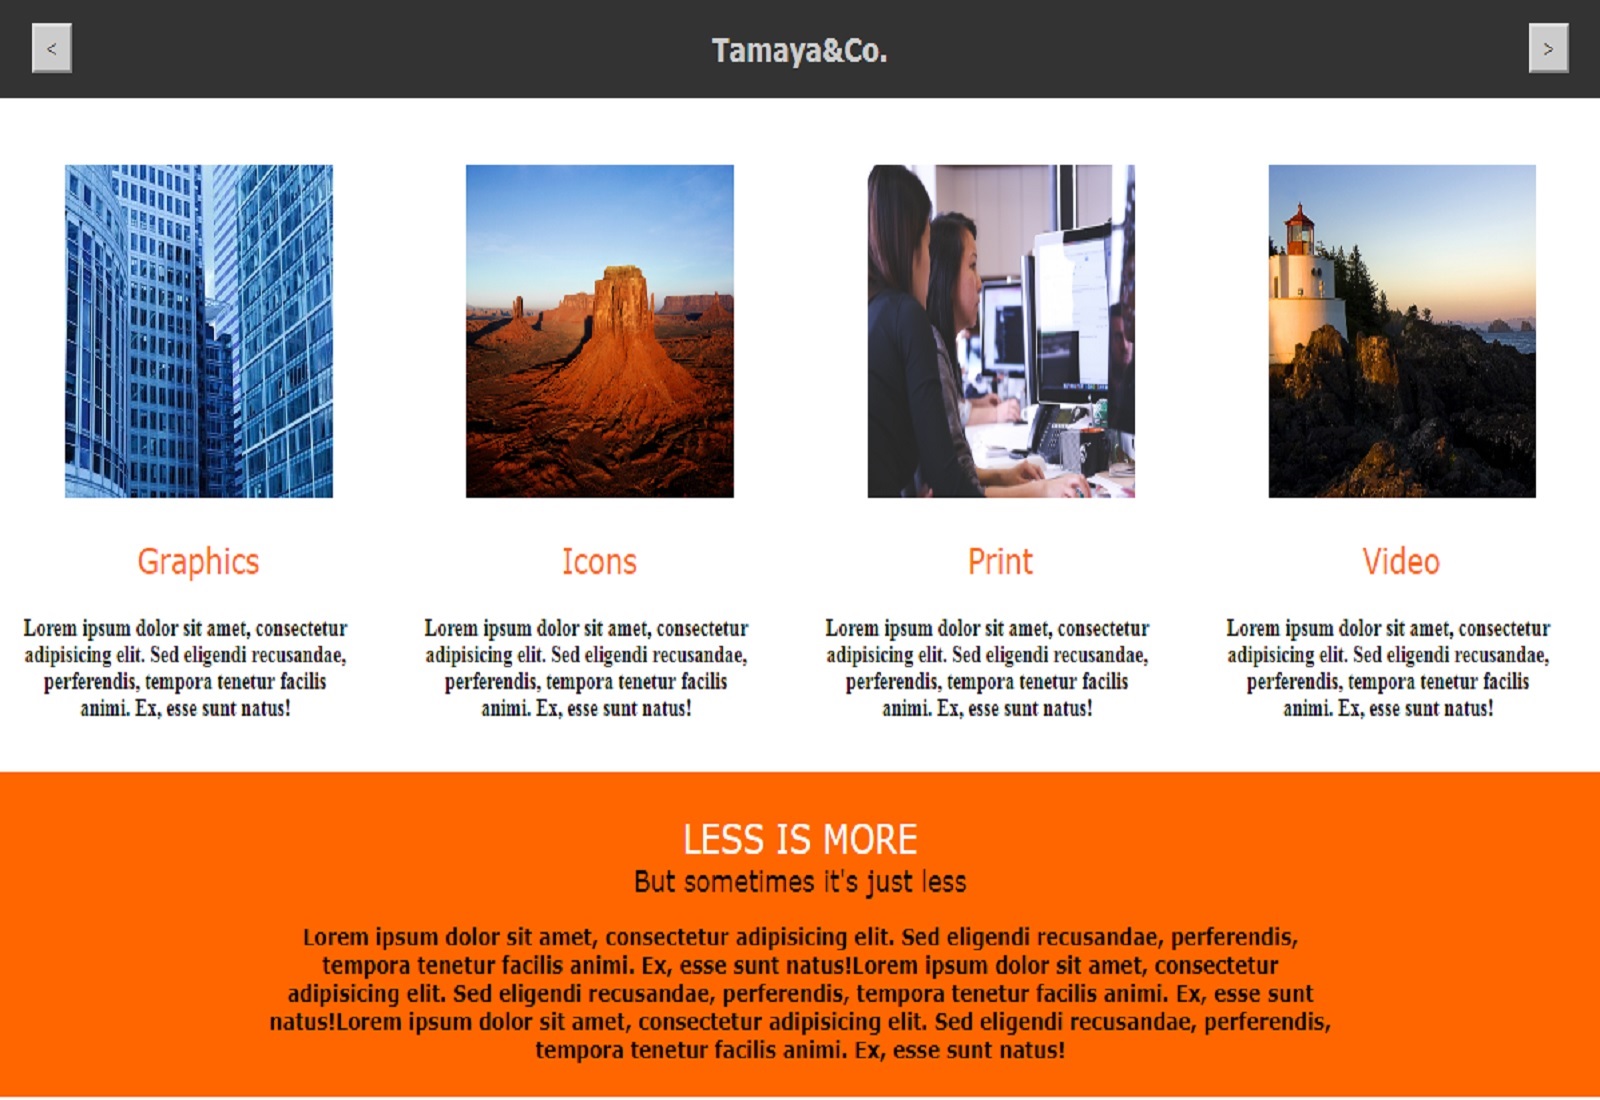 <
Tamaya&Co.
>
Graphics
Lorem ipsum dolor sit amet, consectetur
adipisicing elit. Sed eligendi recusandae,
perferendis, tempora tenetur facilis
animi. Ex, esse sunt natus!
Icons
Lorem ipsum dolor sit amet, consectetur
adipisicing elit. Sed eligendi recusandae,
perferendis, tempora tenetur facilis
animi. Ex, esse sunt natus!
Print
Lorem ipsum dolor sit amet, consectetur
adipisicing elit. Sed eligendi recusandae,
perferendis, tempora tenetur facilis
animi. Ex, esse sunt natus!
Video
Lorem ipsum dolor sit amet, consectetur
adipisicing elit. Sed eligendi recusandae,
perferendis, tempora tenetur facilis
animi. Ex, esse sunt natus!
LESS IS MORE
But sometimes it's just less
Lorem ipsum dolor sit amet, consectetur adipisicing elit. Sed eligendi recusandae, perferendis,
tempora tenetur facilis animi. Ex, esse sunt natus!Lorem ipsum dolor sit amet, consectetur
adipisicing elit. Sed eligendi recusandae, perferendis, tempora tenetur facilis animi. Ex, esse sunt
natus!Lorem ipsum dolor sit amet, consectetur adipisicing elit. Sed eligendi recusandae, perferendis,
tempora tenetur facilis animi. Ex, esse sunt natus!